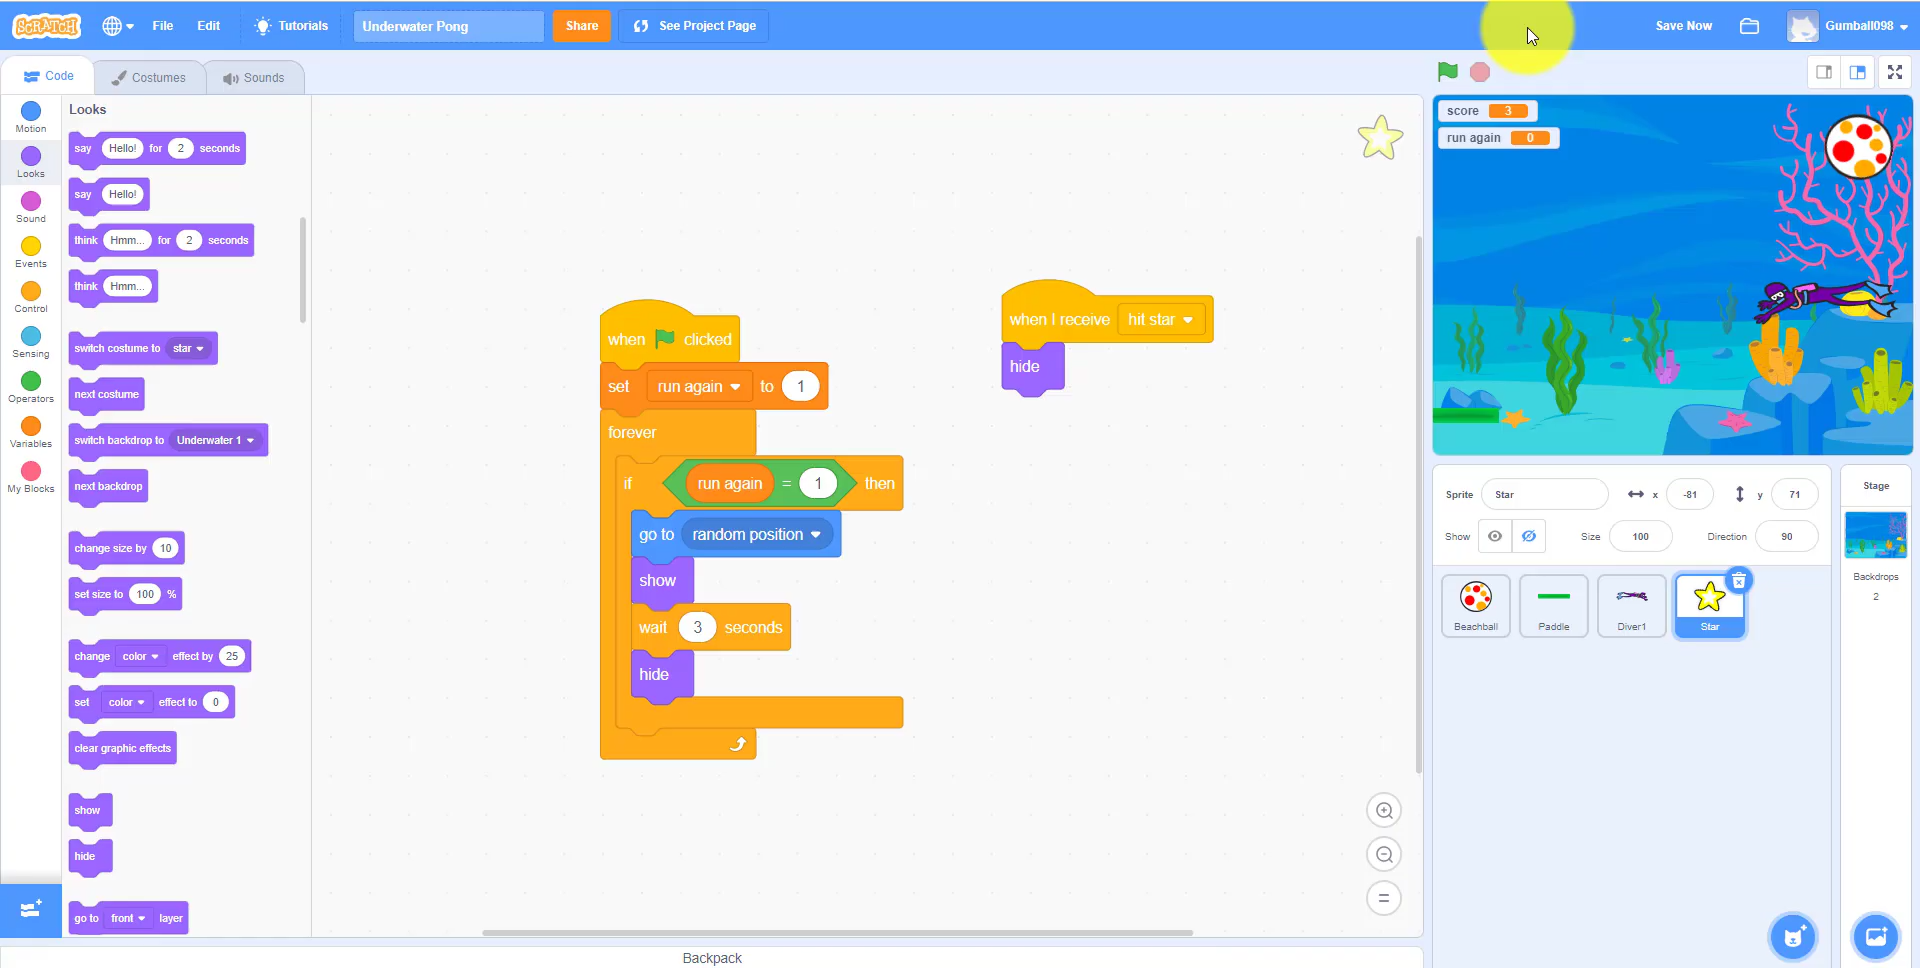 SCRATCH File Edit Tutorials Underwater Pong Share See Project Page Save Now Gumball098
Code Costumes Sounds
Motion
Looks
Sound
Events
Control
Sensing
Operators
Variables
My Blocks
Looks
say Hello! for 2 seconds
say Hello!
think Hmm... for 2 seconds
think Hmm...
switch costume to star
next costume
switch backdrop to Underwater 1
next backdrop
change size by 10
set size to 100 %
change color effect by 25
set color effect to 0
clear graphic effects
show
hide
go to front layer
when clicked
set run again to 1
forever
if run again = 1 then
go to random position
show
wait 3 seconds
hide
when I receive hit star
hide
score 3
run again 0
Sprite Star x -81 y 71
Show Size 100 Direction 90
Beachball Paddle Diver1 Star
Stage
Backdrops
2
Backpack